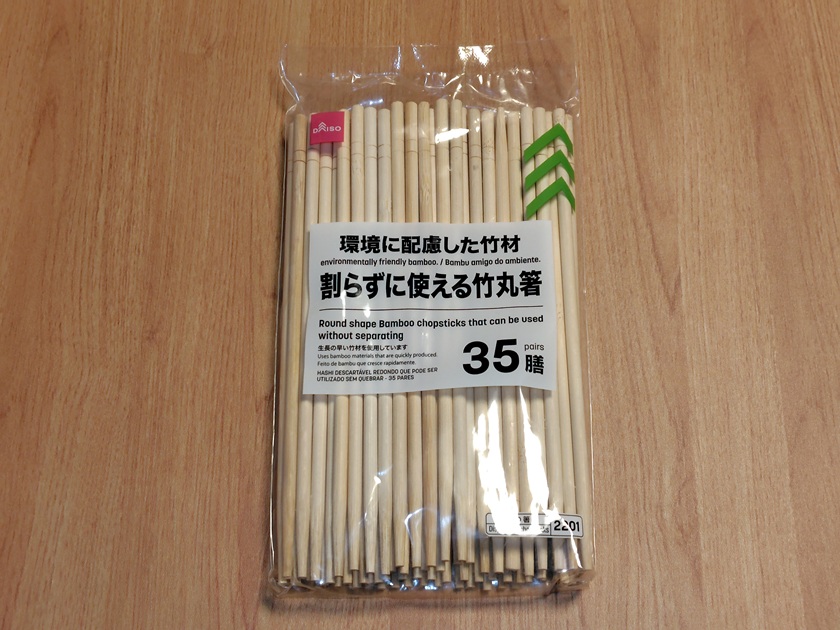 DAISO
環境に配慮した竹材
environmentally friendly bamboo. / Bambu amigo do ambiente.
割らずに使える竹丸箸
Round shape Bamboo chopsticks that can be used
without separating
生長の早い竹材を使用しています
Uses bamboo materials that are quickly produced.
Feito de bambu que cresce rapidamente.
HASHI DESCARTÁVEL REDONDO QUE PODE SER
UTILIZADO SEM QUEBRAR - 35 PARES
35 pairs 膳
2201